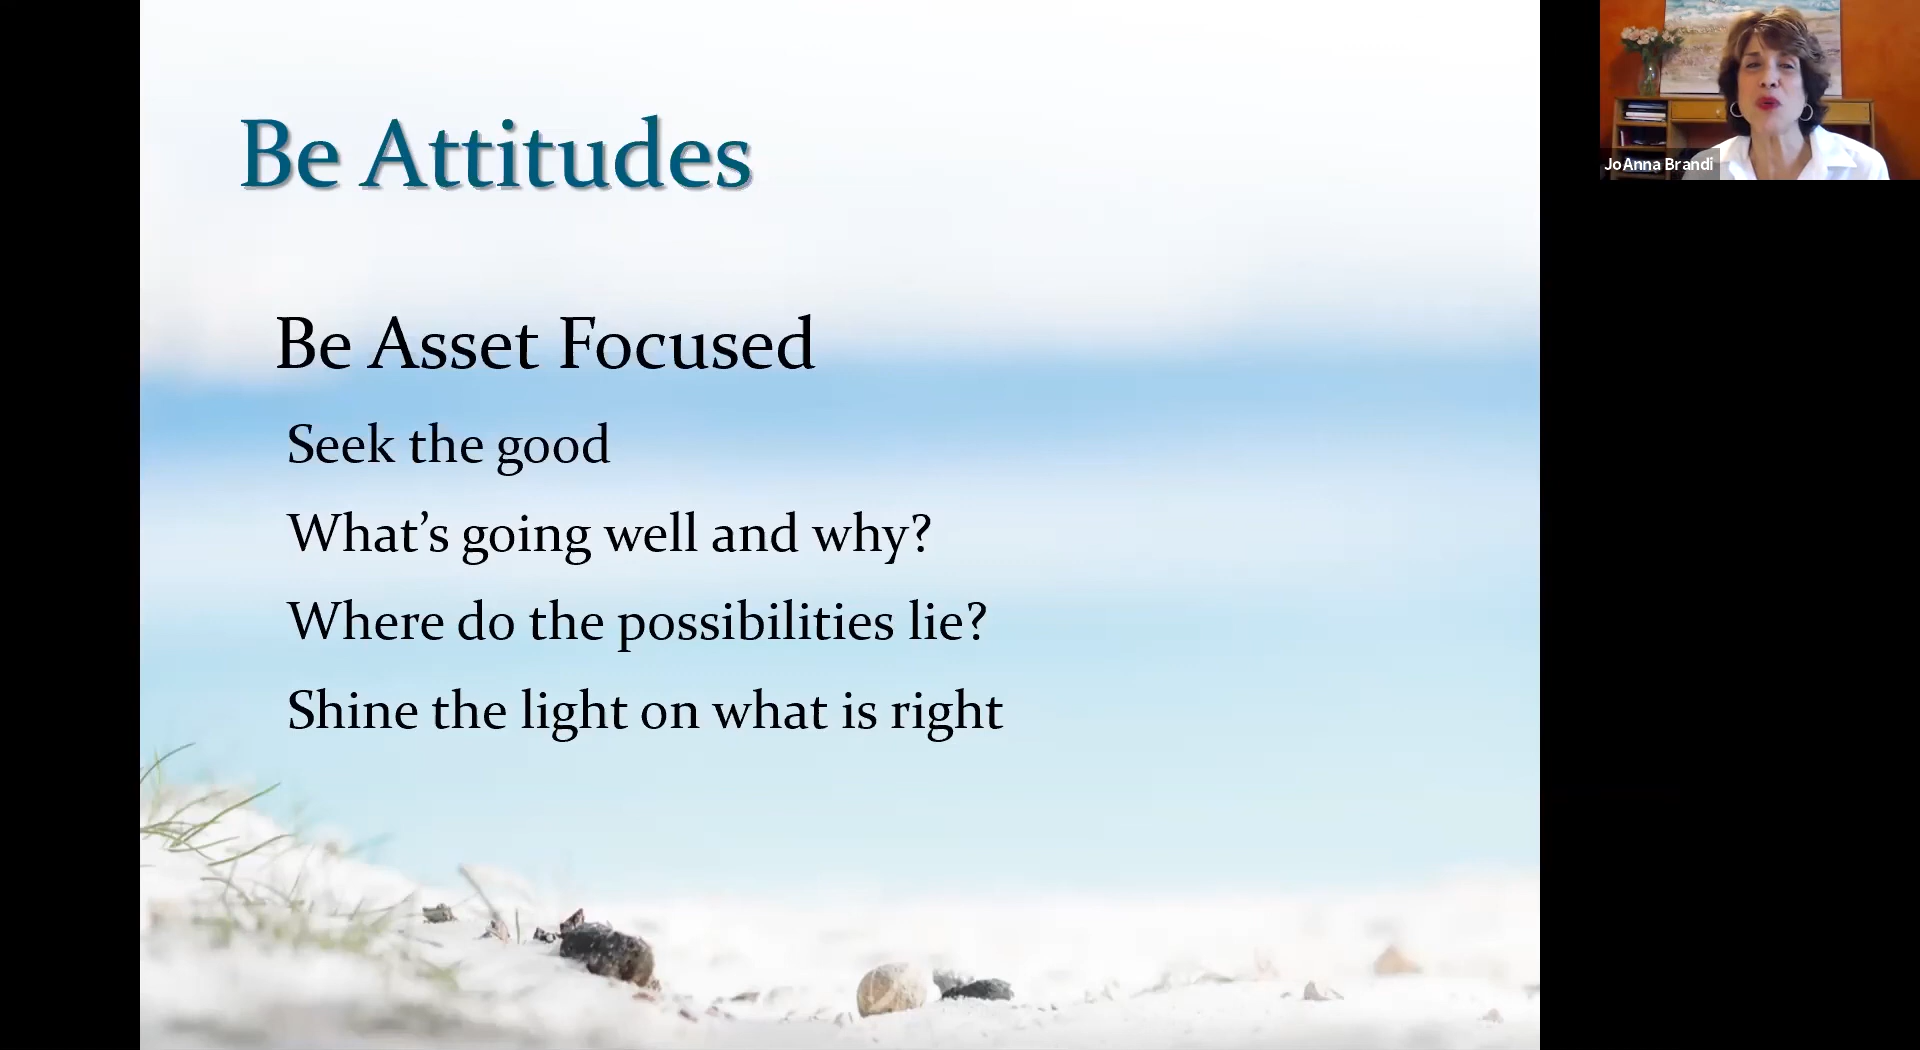 Be Attitudes
Be Asset Focused
Seek the good
What’s going well and why?
Where do the possibilities lie?
Shine the light on what is right
JoAnna Brandi